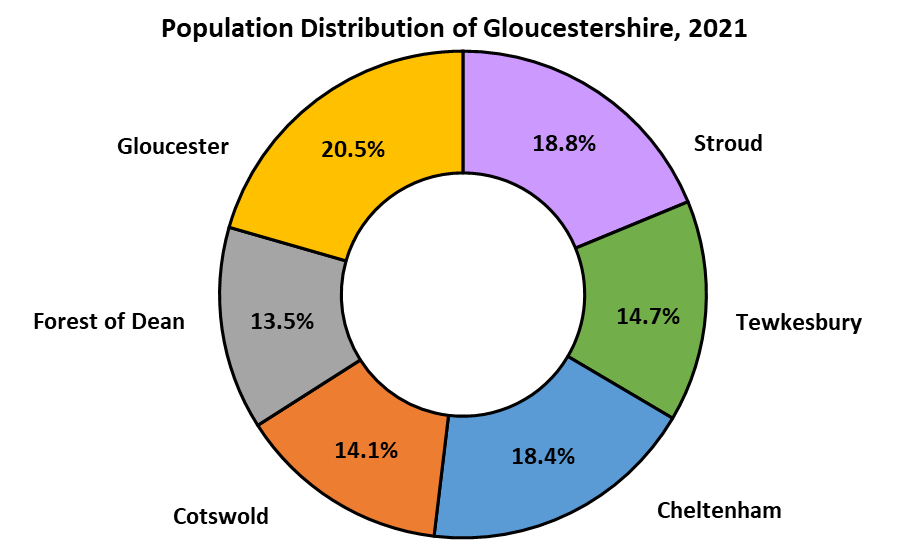 Population Distribution of Gloucestershire, 2021
Gloucester
20.5%
18.8%
Stroud
Forest of Dean
13.5%
14.7%
Tewkesbury
14.1%
18.4%
Cotswold
Cheltenham